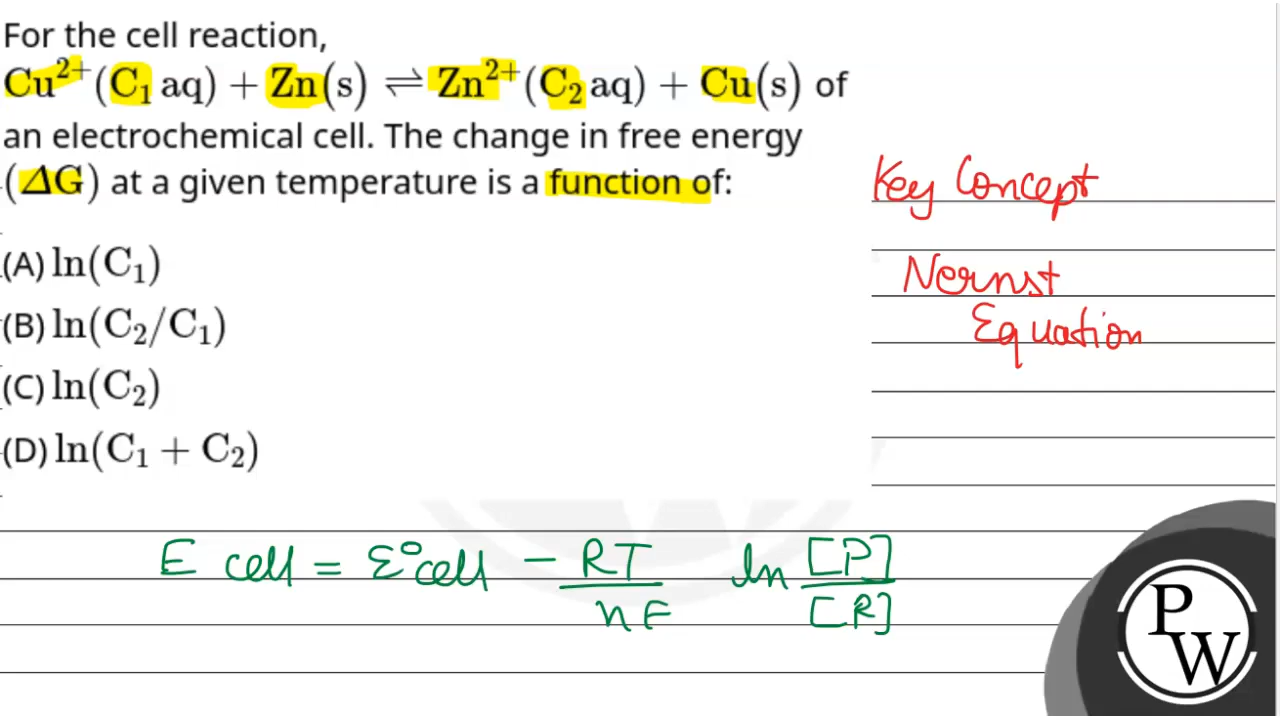 For the cell reaction,
Cu²⁺(C₁ aq) + Zn(s) ⇌ Zn²⁺(C₂ aq) + Cu(s) of
an electrochemical cell. The change in free energy
(ΔG) at a given temperature is a function of:
Key Concept
(A) ln(C₁)
Nernst
(B) ln(C₂/C₁)
Equation
(C) ln(C₂)
(D) ln(C₁ + C₂)
E cell = E° cell − RT/nF ln [P]/[R]
P
W